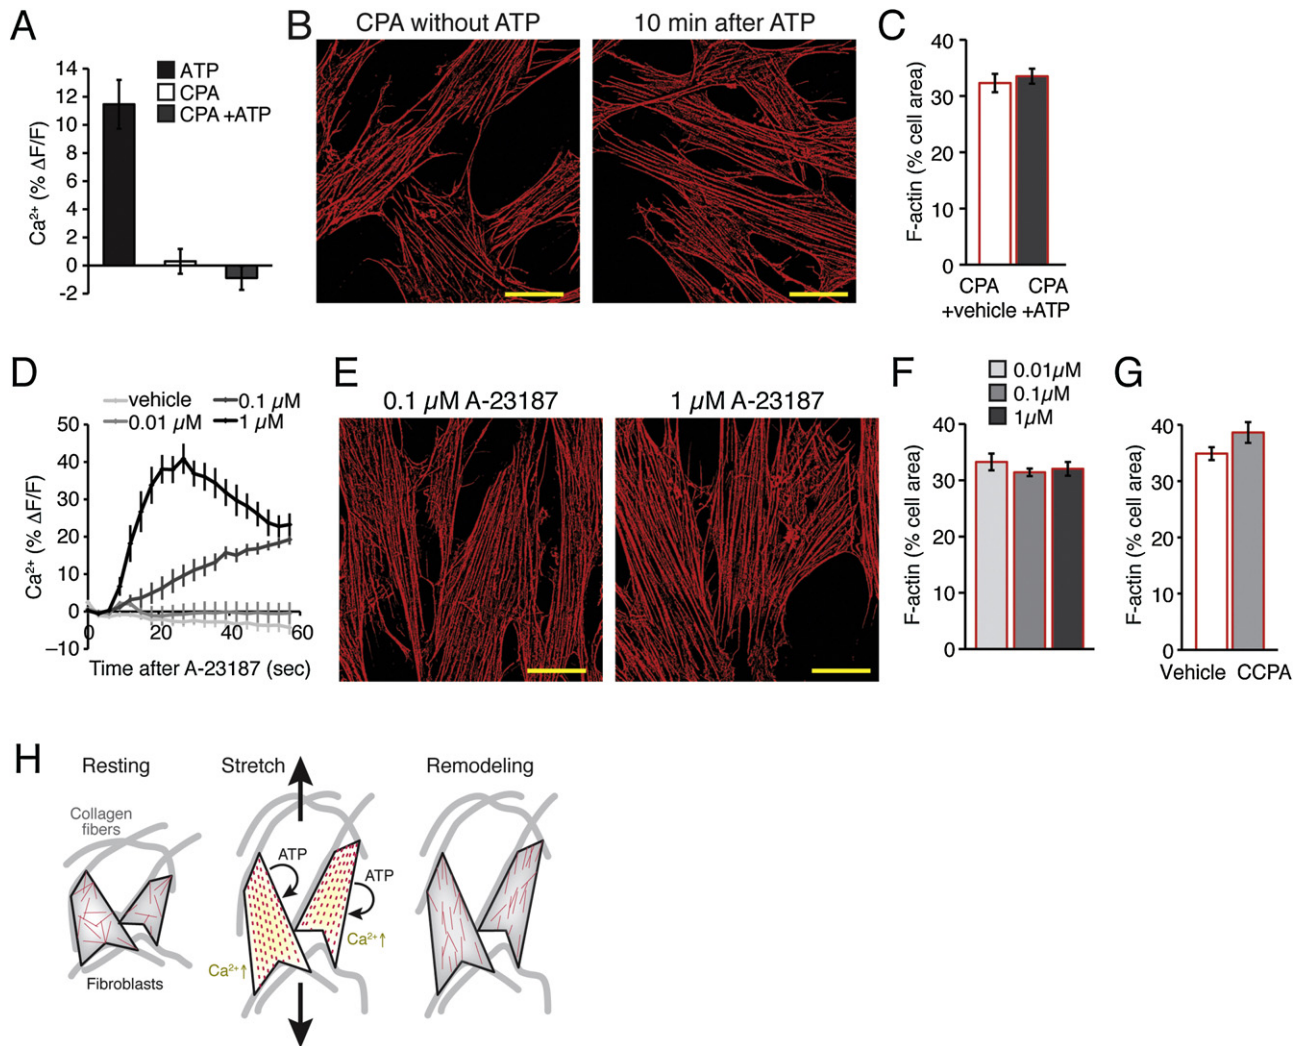 A
Ca²⁺ (% ΔF/F)
14
12
10
8
6
4
2
0
-2
ATP
CPA
CPA +ATP
B
CPA without ATP
10 min after ATP
C
F-actin (% cell area)
40
30
20
10
0
CPA CPA
+vehicle +ATP
D
vehicle 0.1 µM
0.01 µM 1 µM
Ca²⁺ (% ΔF/F)
50
40
30
20
10
0
–10
0 20 40 60
Time after A-23187 (sec)
E
0.1 µM A-23187
1 µM A-23187
F
0.01µM
0.1µM
1µM
F-actin (% cell area)
40
30
20
10
0
G
F-actin (% cell area)
40
30
20
10
0
Vehicle CCPA
H
Resting
Collagen
fibers
Fibroblasts
Stretch
ATP
ATP
Ca²⁺↑
Ca²⁺↑
Remodeling